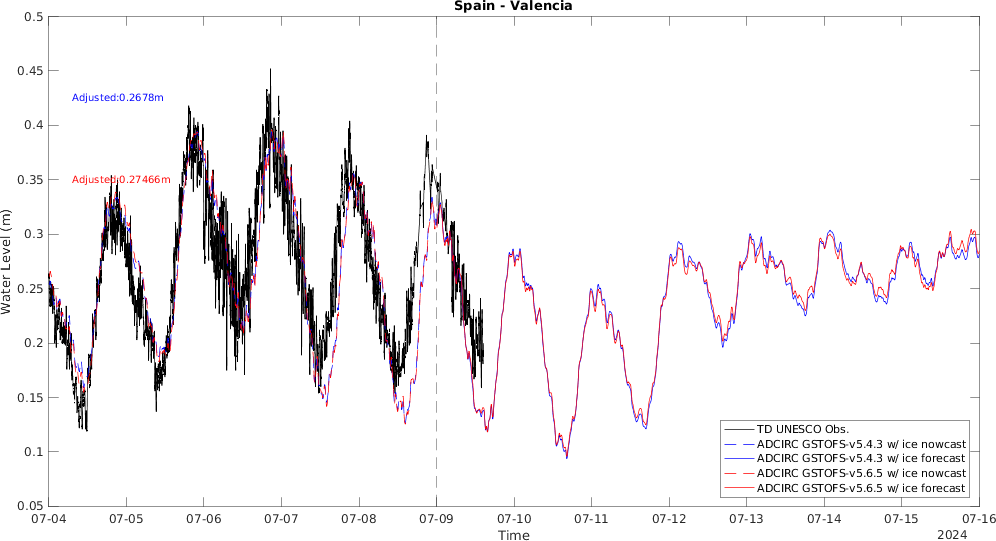 Spain - Valencia
0.5
0.45
0.4
0.35
0.3
0.25
0.2
0.15
0.1
0.05
Water Level (m)
Adjusted:0.2678m
Adjusted:0.27466m
TD UNESCO Obs.
ADCIRC GSTOFS-v5.4.3 w/ ice nowcast
ADCIRC GSTOFS-v5.4.3 w/ ice forecast
ADCIRC GSTOFS-v5.6.5 w/ ice nowcast
ADCIRC GSTOFS-v5.6.5 w/ ice forecast
07-04 07-05 07-06 07-07 07-08 07-09 07-10 07-11 07-12 07-13 07-14 07-15 07-16
Time
2024